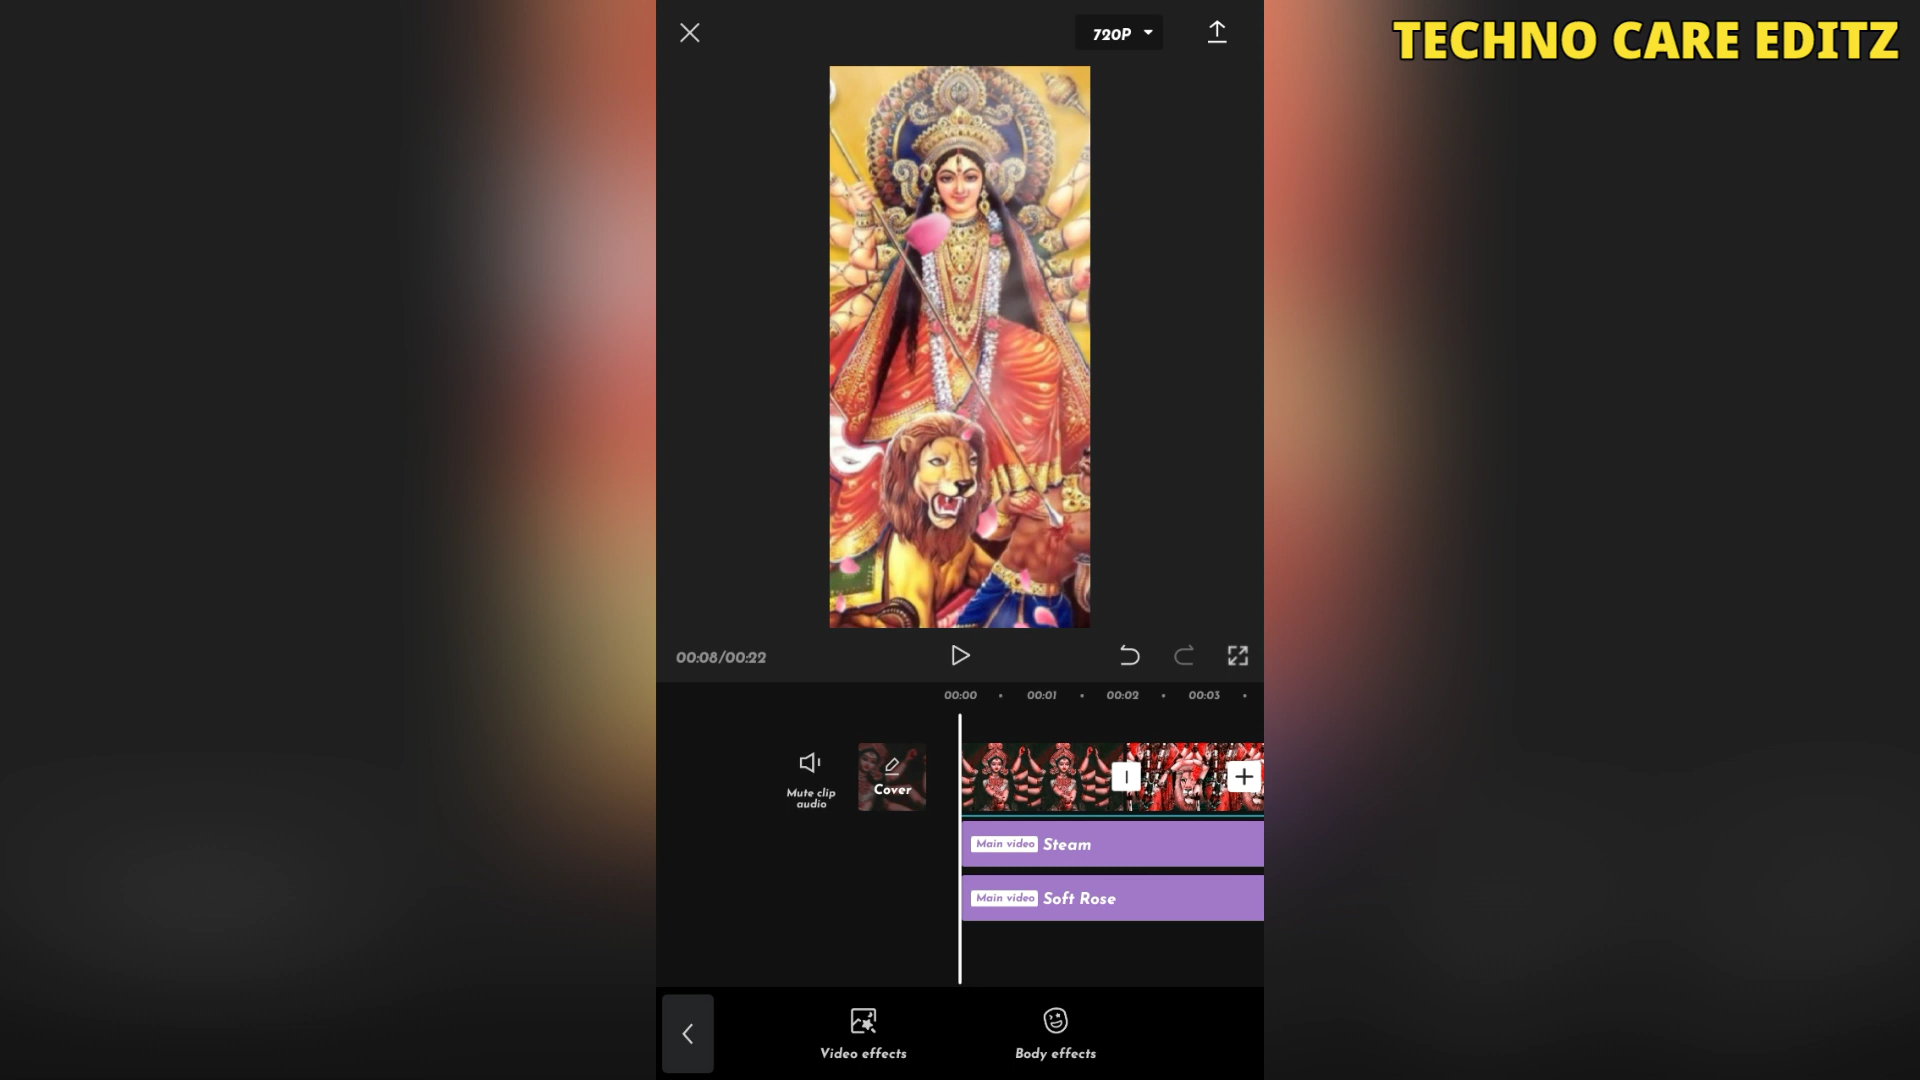 720P
TECHNO CARE EDITZ
00:08/00:22
00:00 00:01 00:02 00:03
Mute clip
audio
Cover
Main video Steam
Main video Soft Rose
Video effects Body effects